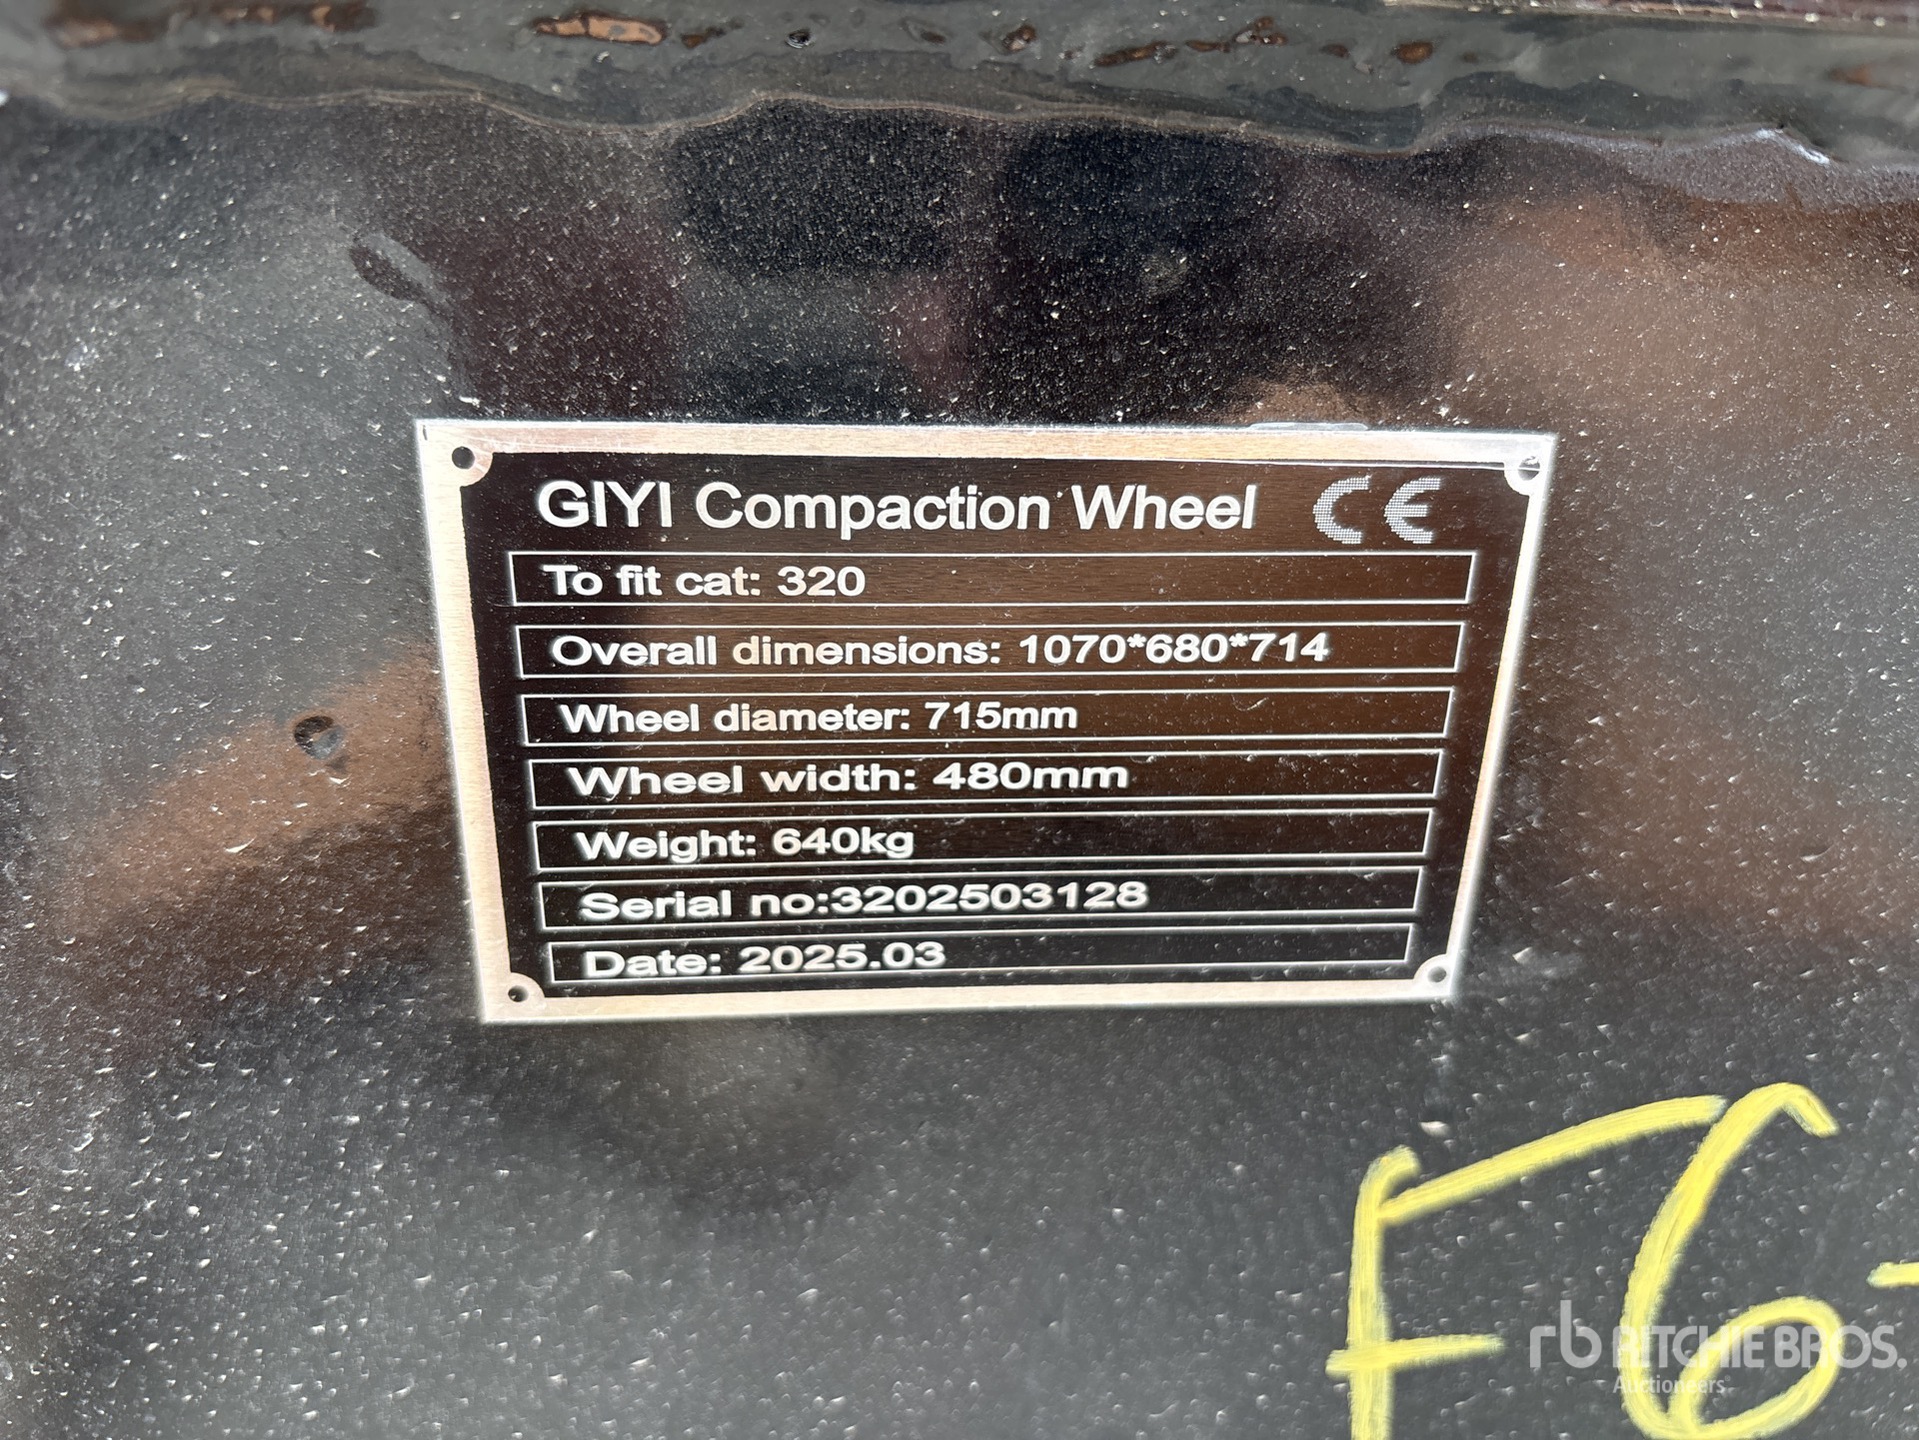 GIYI Compaction Wheel CE
To fit cat: 320
Overall dimensions: 1070*680*714
Wheel diameter: 715mm
Wheel width: 480mm
Weight: 640kg
Serial no:3202503128
Date: 2025.03
F6-
rb RITCHIE BROS.
Auctioneers